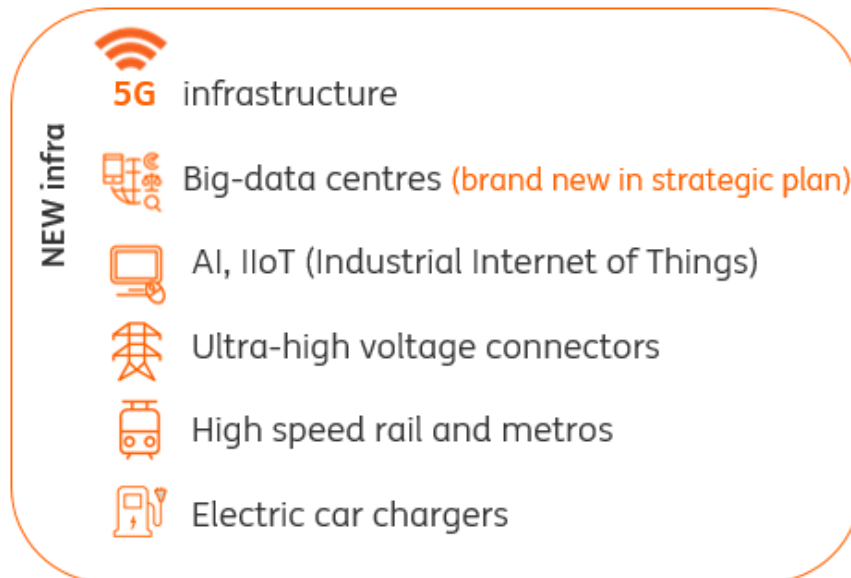 NEW infra
5G infrastructure
Big-data centres (brand new in strategic plan)
AI, IIoT (Industrial Internet of Things)
Ultra-high voltage connectors
High speed rail and metros
Electric car chargers